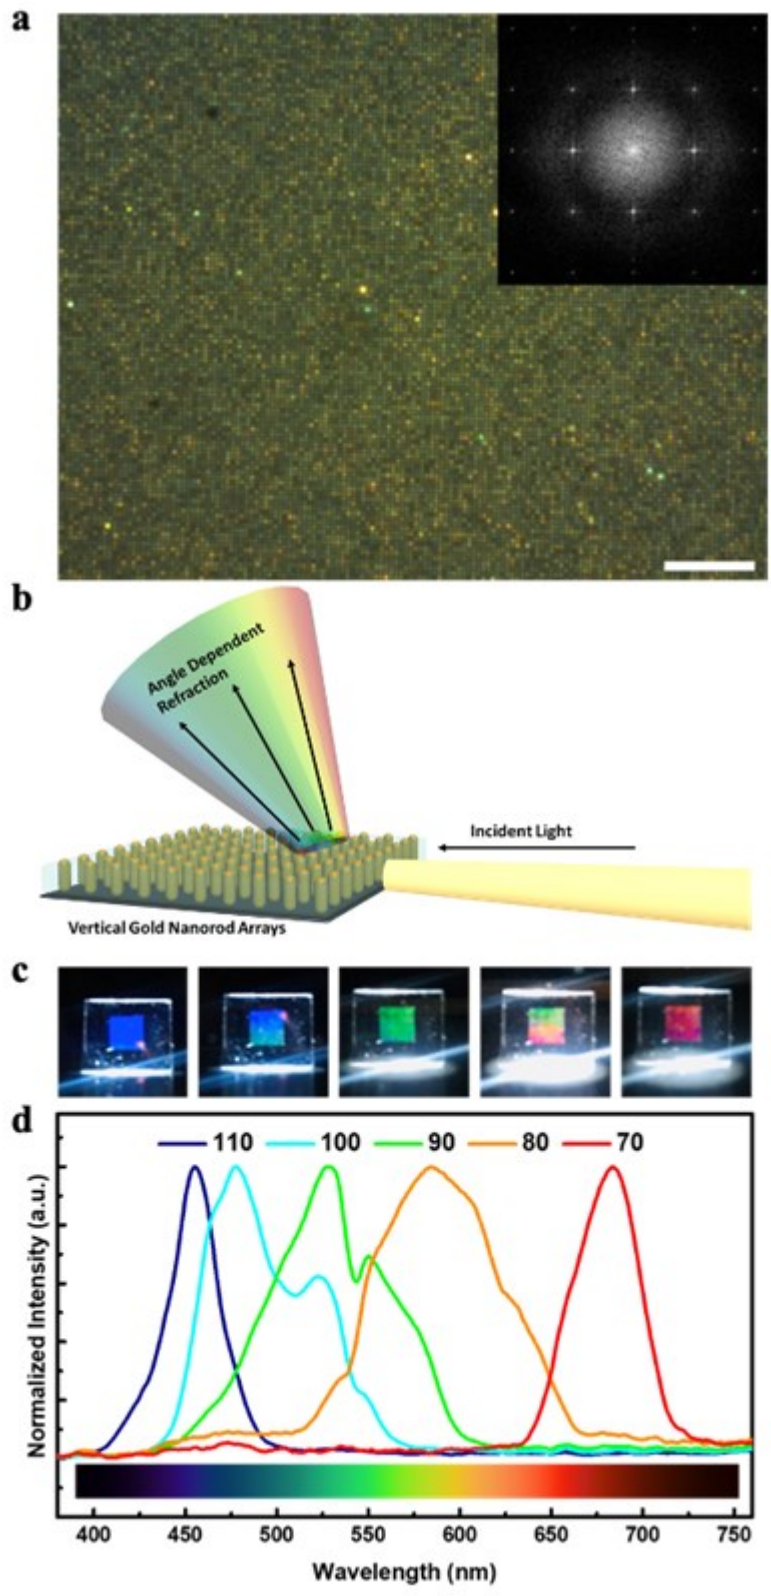 a
b
Angle Dependent
Refraction
Incident Light
Vertical Gold Nanorod Arrays
c
d
110 100 90 80 70
Normalized Intensity (a.u.)
400 450 500 550 600 650 700 750
Wavelength (nm)